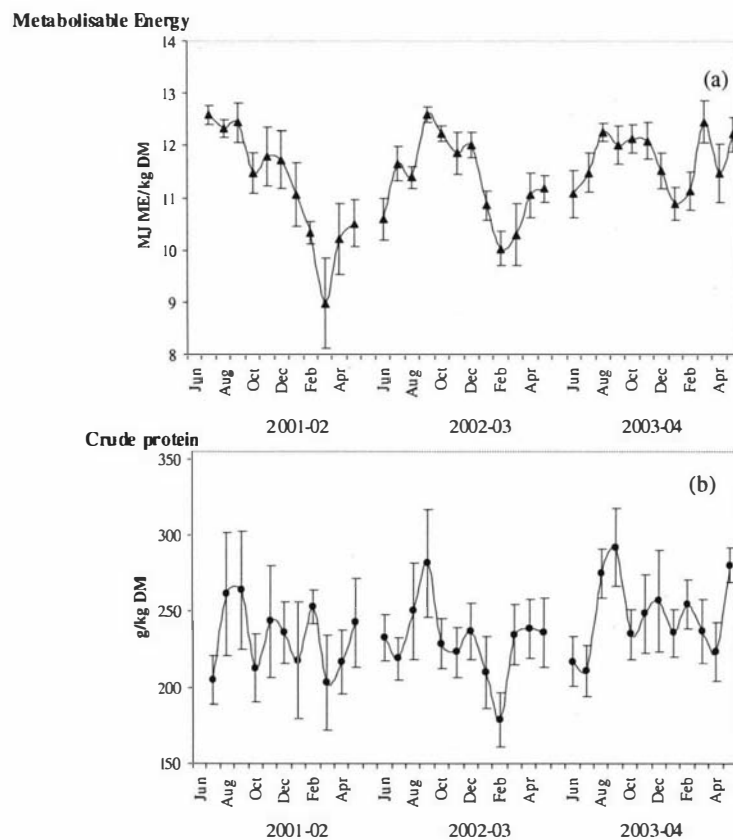 Metabolisable Energy
14
13
12
11
10
9
8
MJ ME/kg DM
(a)
Jun
Aug
Oct
Dec
Feb
Apr
Jun
Aug
Oct
Dec
Feb
Apr
Jun
Aug
Oct
Dec
Feb
Apr
2001-02 2002-03 2003-04
Crude protein
350
300
250
200
150
g/kg DM
(b)
Jun
Aug
Oct
Dec
Feb
Apr
Jun
Aug
Oct
Dec
Feb
Apr
Jun
Aug
Oct
Dec
Feb
Apr
2001-02 2002-03 2003-04